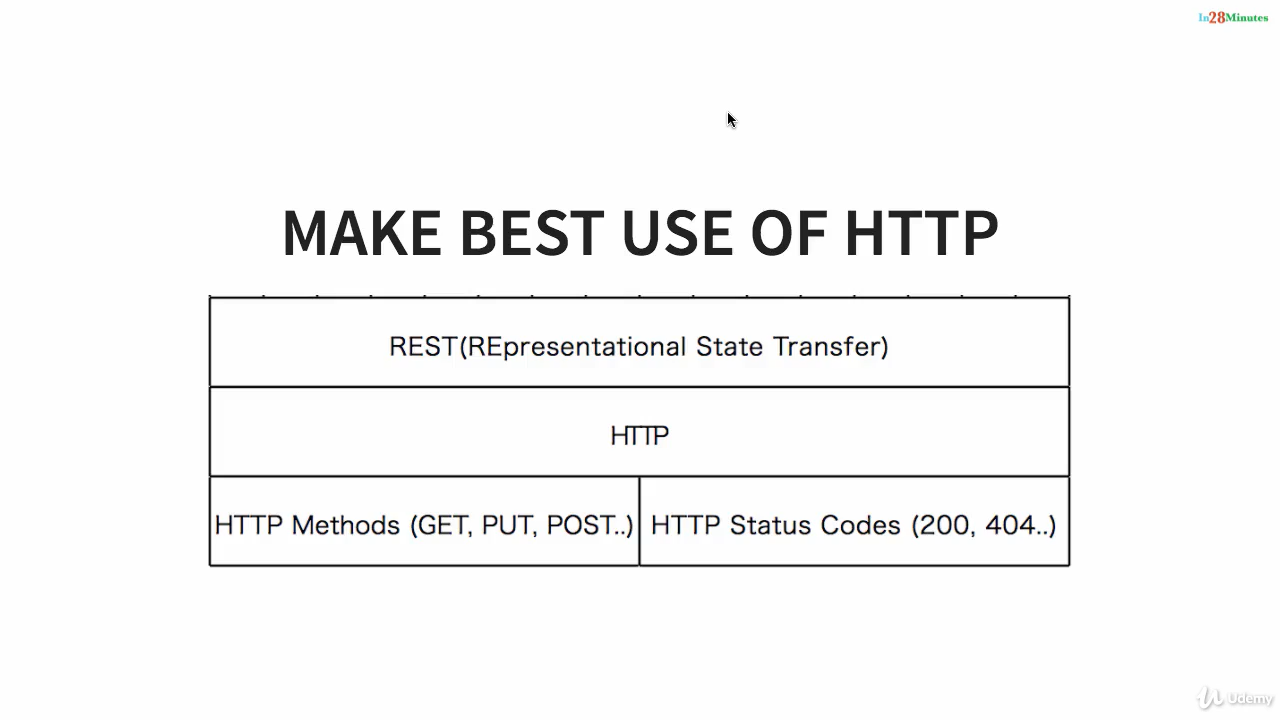 In28Minutes
MAKE BEST USE OF HTTP
REST(REpresentational State Transfer)
HTTP
HTTP Methods (GET, PUT, POST..)
HTTP Status Codes (200, 404..)
Udemy